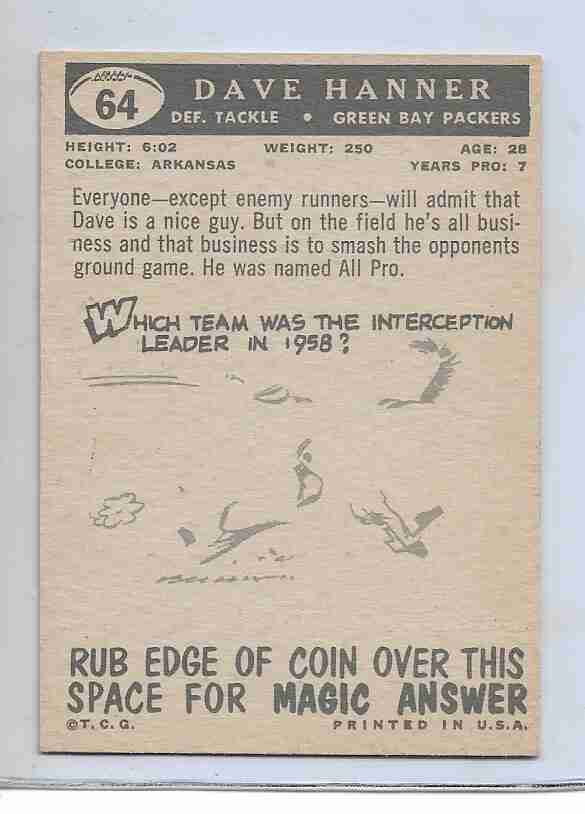 64
DAVE HANNER
DEF. TACKLE • GREEN BAY PACKERS
HEIGHT: 6:02 WEIGHT: 250 AGE: 28
COLLEGE: ARKANSAS YEARS PRO: 7
Everyone—except enemy runners—will admit that
Dave is a nice guy. But on the field he's all busi-
ness and that business is to smash the opponents
ground game. He was named All Pro.
WHICH TEAM WAS THE INTERCEPTION
LEADER IN 1958?
RUB EDGE OF COIN OVER THIS
SPACE FOR MAGIC ANSWER
©T.C.G. PRINTED IN U.S.A.